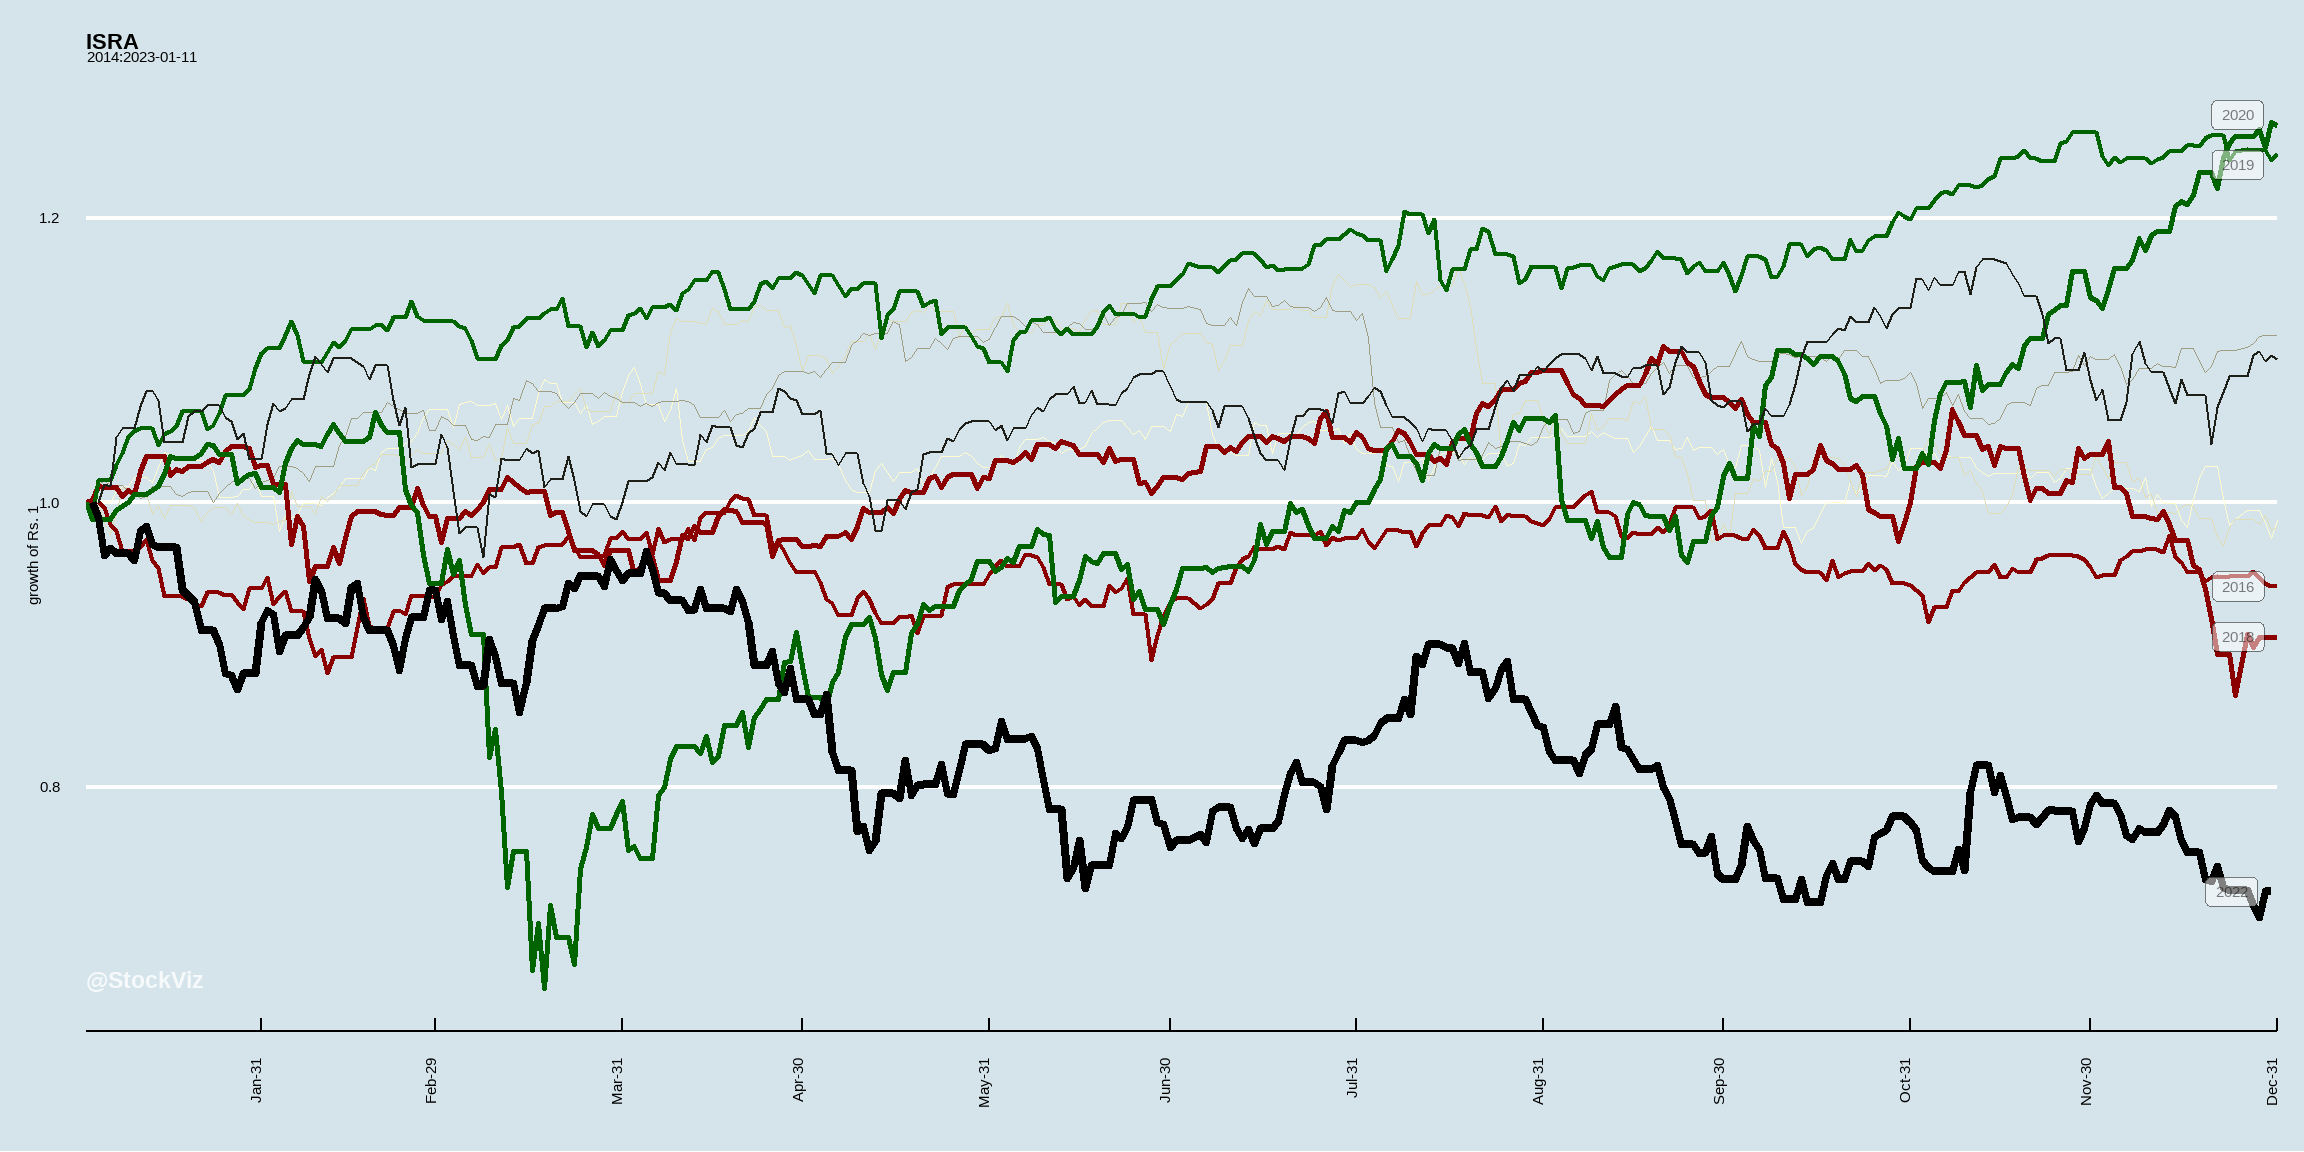 ISRA
2014:2023-01-11
2020
2019
1.2
1.0
growth of Rs. 1
2016
2018
0.8
2022
@StockViz
Jan-31
Feb-29
Mar-31
Apr-30
May-31
Jun-30
Jul-31
Aug-31
Sep-30
Oct-31
Nov-30
Dec-31